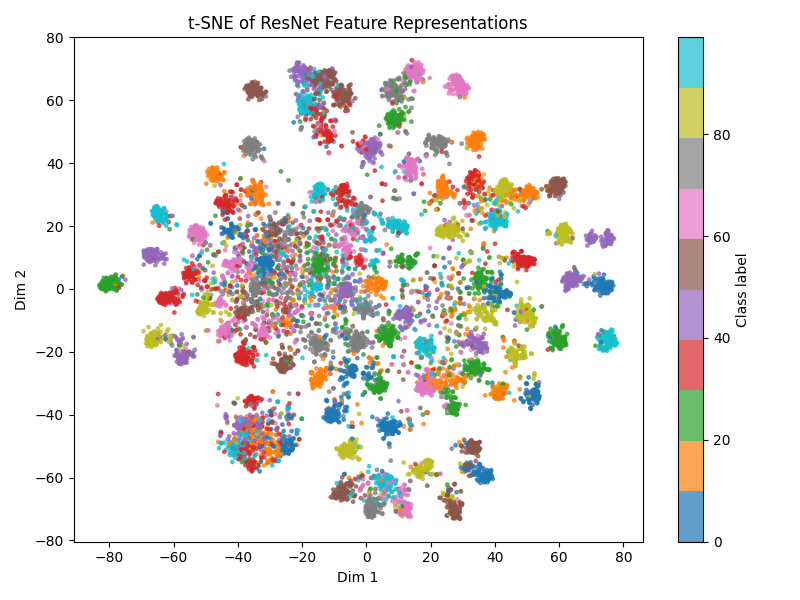 t-SNE of ResNet Feature Representations
80
60
40
20
0
−20
−40
−60
−80
Dim 2
−80 −60 −40 −20 0 20 40 60 80
Dim 1
80
60
40
20
0
Class label